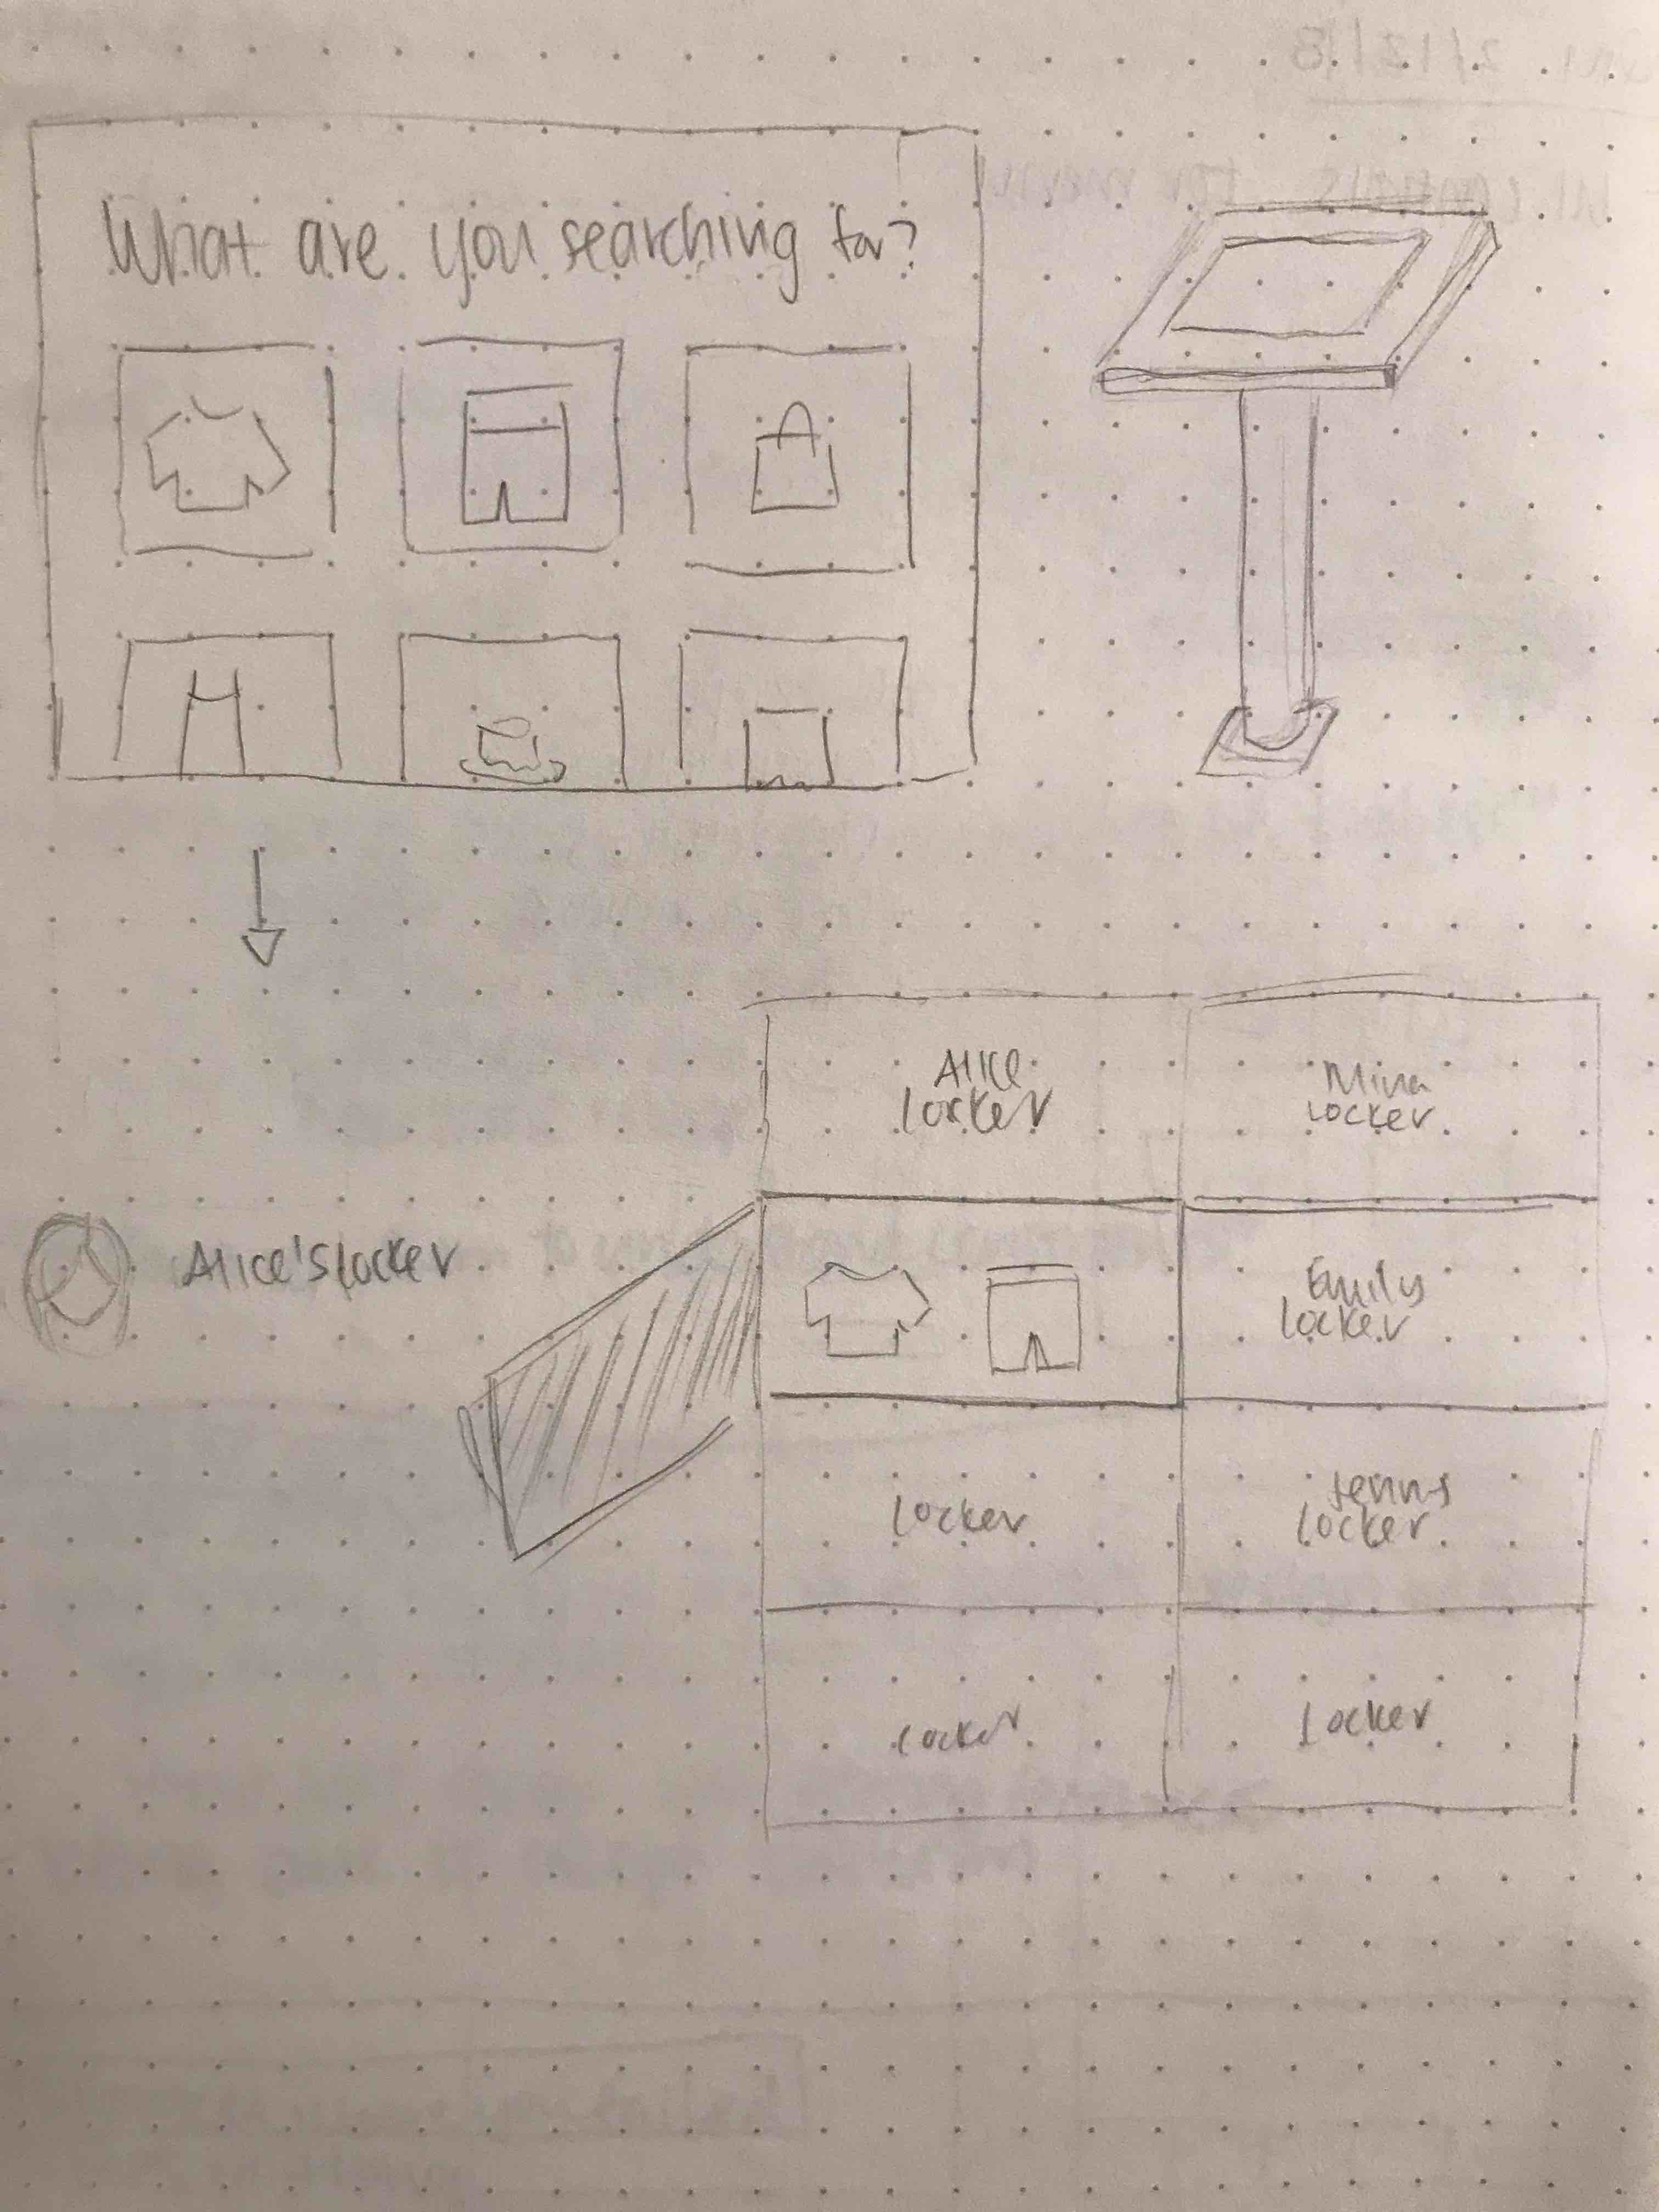 What are you searching for?
Alice
locker
Mina
Locker
Alice's locker
Emily
Locker
Locker
Jenny
Locker
Locker
Locker